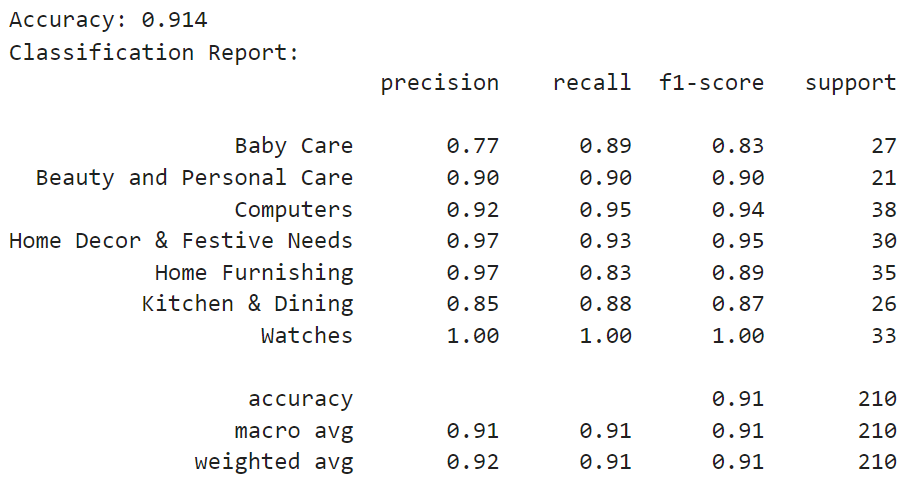 Accuracy: 0.914
Classification Report:
precision recall f1-score support
Baby Care 0.77 0.89 0.83 27
Beauty and Personal Care 0.90 0.90 0.90 21
Computers 0.92 0.95 0.94 38
Home Decor & Festive Needs 0.97 0.93 0.95 30
Home Furnishing 0.97 0.83 0.89 35
Kitchen & Dining 0.85 0.88 0.87 26
Watches 1.00 1.00 1.00 33
accuracy 0.91 210
macro avg 0.91 0.91 0.91 210
weighted avg 0.92 0.91 0.91 210